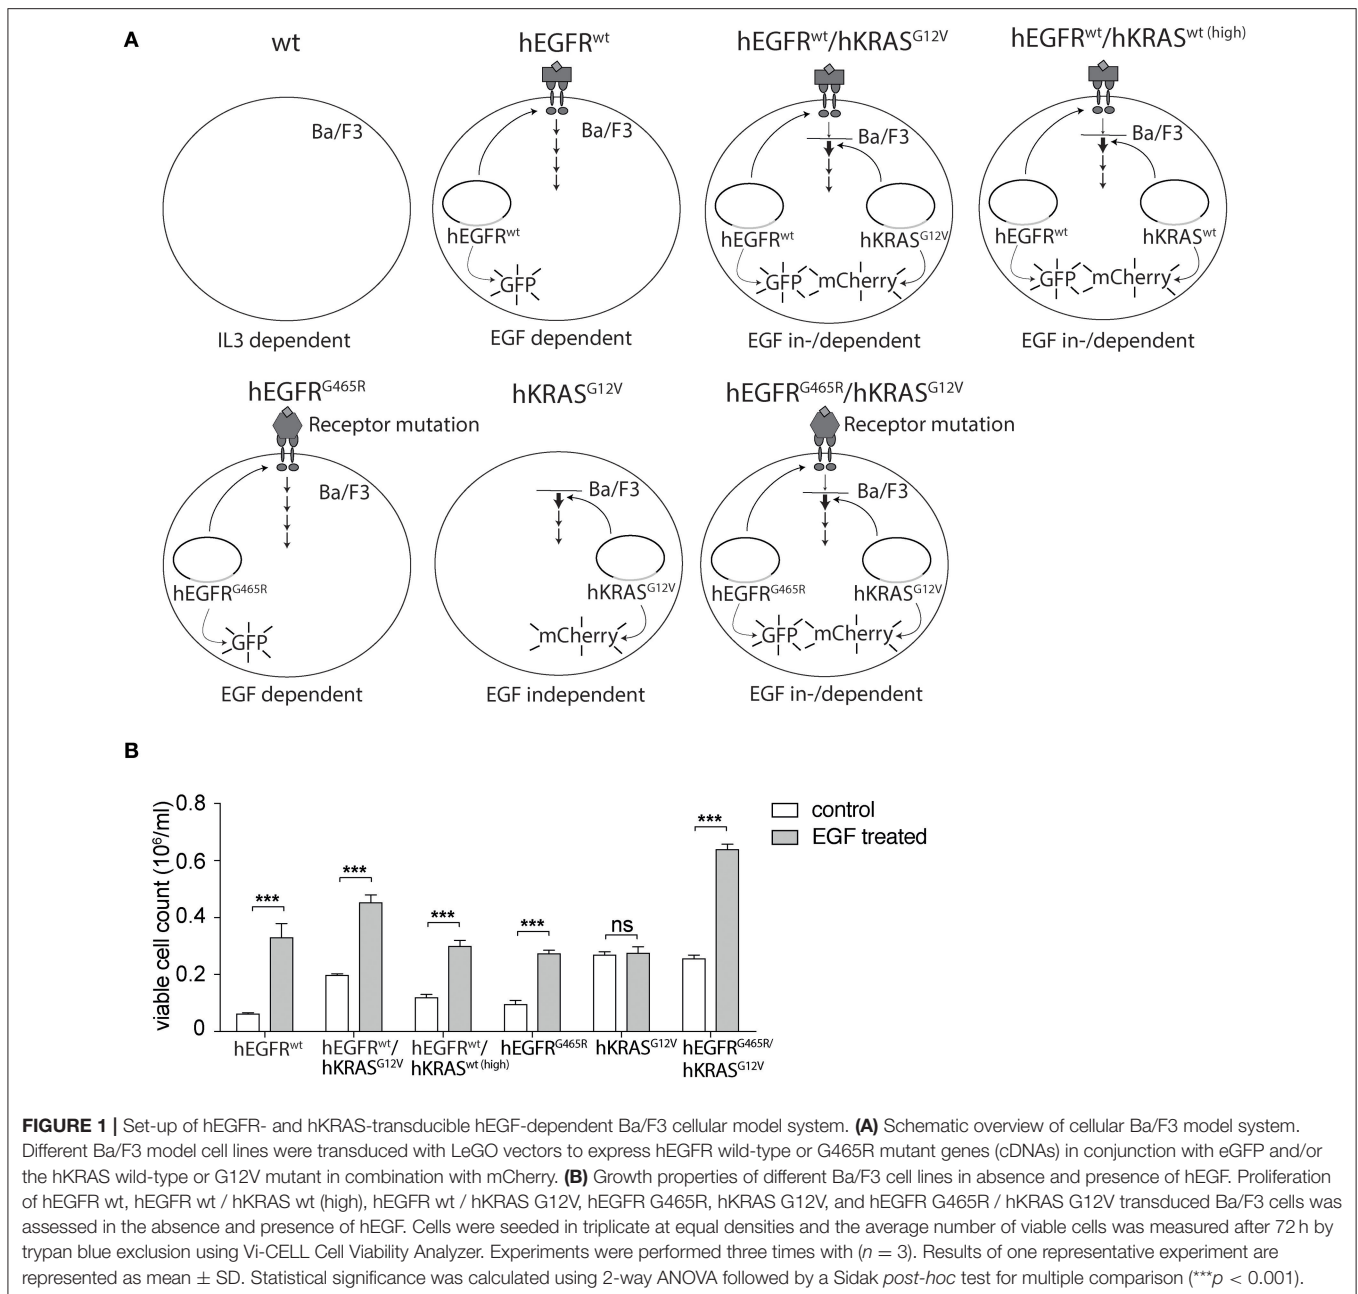 A
wt
hEGFRwt
hEGFRwt/hKRASG12V
hEGFRwt/hKRASwt (high)
Ba/F3
Ba/F3
Ba/F3
Ba/F3
hEGFRwt
hEGFRwt
hKRASG12V
hEGFRwt
hKRASwt
GFP
GFP
mCherry
GFP
mCherry
IL3 dependent
EGF dependent
EGF in-/dependent
EGF in-/dependent
hEGFRG465R
hKRASG12V
hEGFRG465R/hKRASG12V
Receptor mutation
Receptor mutation
Ba/F3
Ba/F3
Ba/F3
hEGFRG465R
hKRASG12V
hEGFRG465R
hKRASG12V
GFP
mCherry
GFP
mCherry
EGF dependent
EGF independent
EGF in-/dependent
B
viable cell count (10⁶/ml)
0.8
0.6
0.4
0.2
0
***
***
***
***
ns
***
control
EGF treated
hEGFRwt
hEGFRwt/
hKRASG12V
hEGFRwt/
hKRASwt (high)
hEGFRG465R
hKRASG12V
hEGFRG465R/
hKRASG12V
FIGURE 1 | Set-up of hEGFR- and hKRAS-transducible hEGF-dependent Ba/F3 cellular model system. (A) Schematic overview of cellular Ba/F3 model system.
Different Ba/F3 model cell lines were transduced with LeGO vectors to express hEGFR wild-type or G465R mutant genes (cDNAs) in conjunction with eGFP and/or
the hKRAS wild-type or G12V mutant in combination with mCherry. (B) Growth properties of different Ba/F3 cell lines in absence and presence of hEGF. Proliferation
of hEGFR wt, hEGFR wt / hKRAS wt (high), hEGFR wt / hKRAS G12V, hEGFR G465R, hKRAS G12V, and hEGFR G465R / hKRAS G12V transduced Ba/F3 cells was
assessed in the absence and presence of hEGF. Cells were seeded in triplicate at equal densities and the average number of viable cells was measured after 72 h by
trypan blue exclusion using Vi-CELL Cell Viability Analyzer. Experiments were performed three times with (n = 3). Results of one representative experiment are
represented as mean ± SD. Statistical significance was calculated using 2-way ANOVA followed by a Sidak post-hoc test for multiple comparison (***p < 0.001).